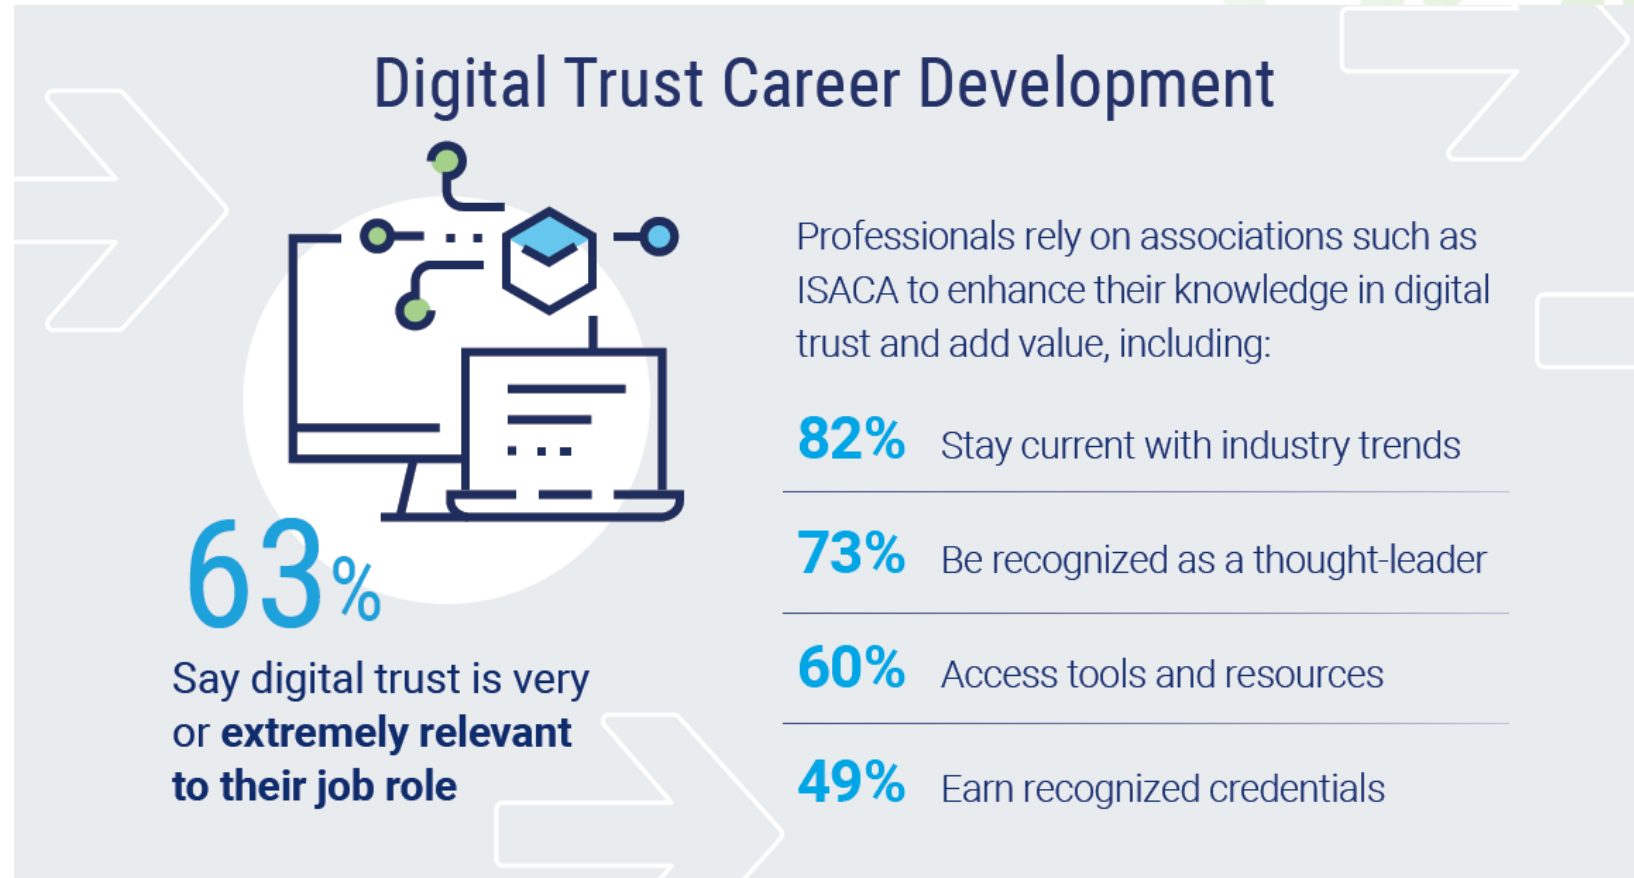 Digital Trust Career Development
63%
Say digital trust is very
or extremely relevant
to their job role
Professionals rely on associations such as
ISACA to enhance their knowledge in digital
trust and add value, including:
82% Stay current with industry trends
73% Be recognized as a thought-leader
60% Access tools and resources
49% Earn recognized credentials